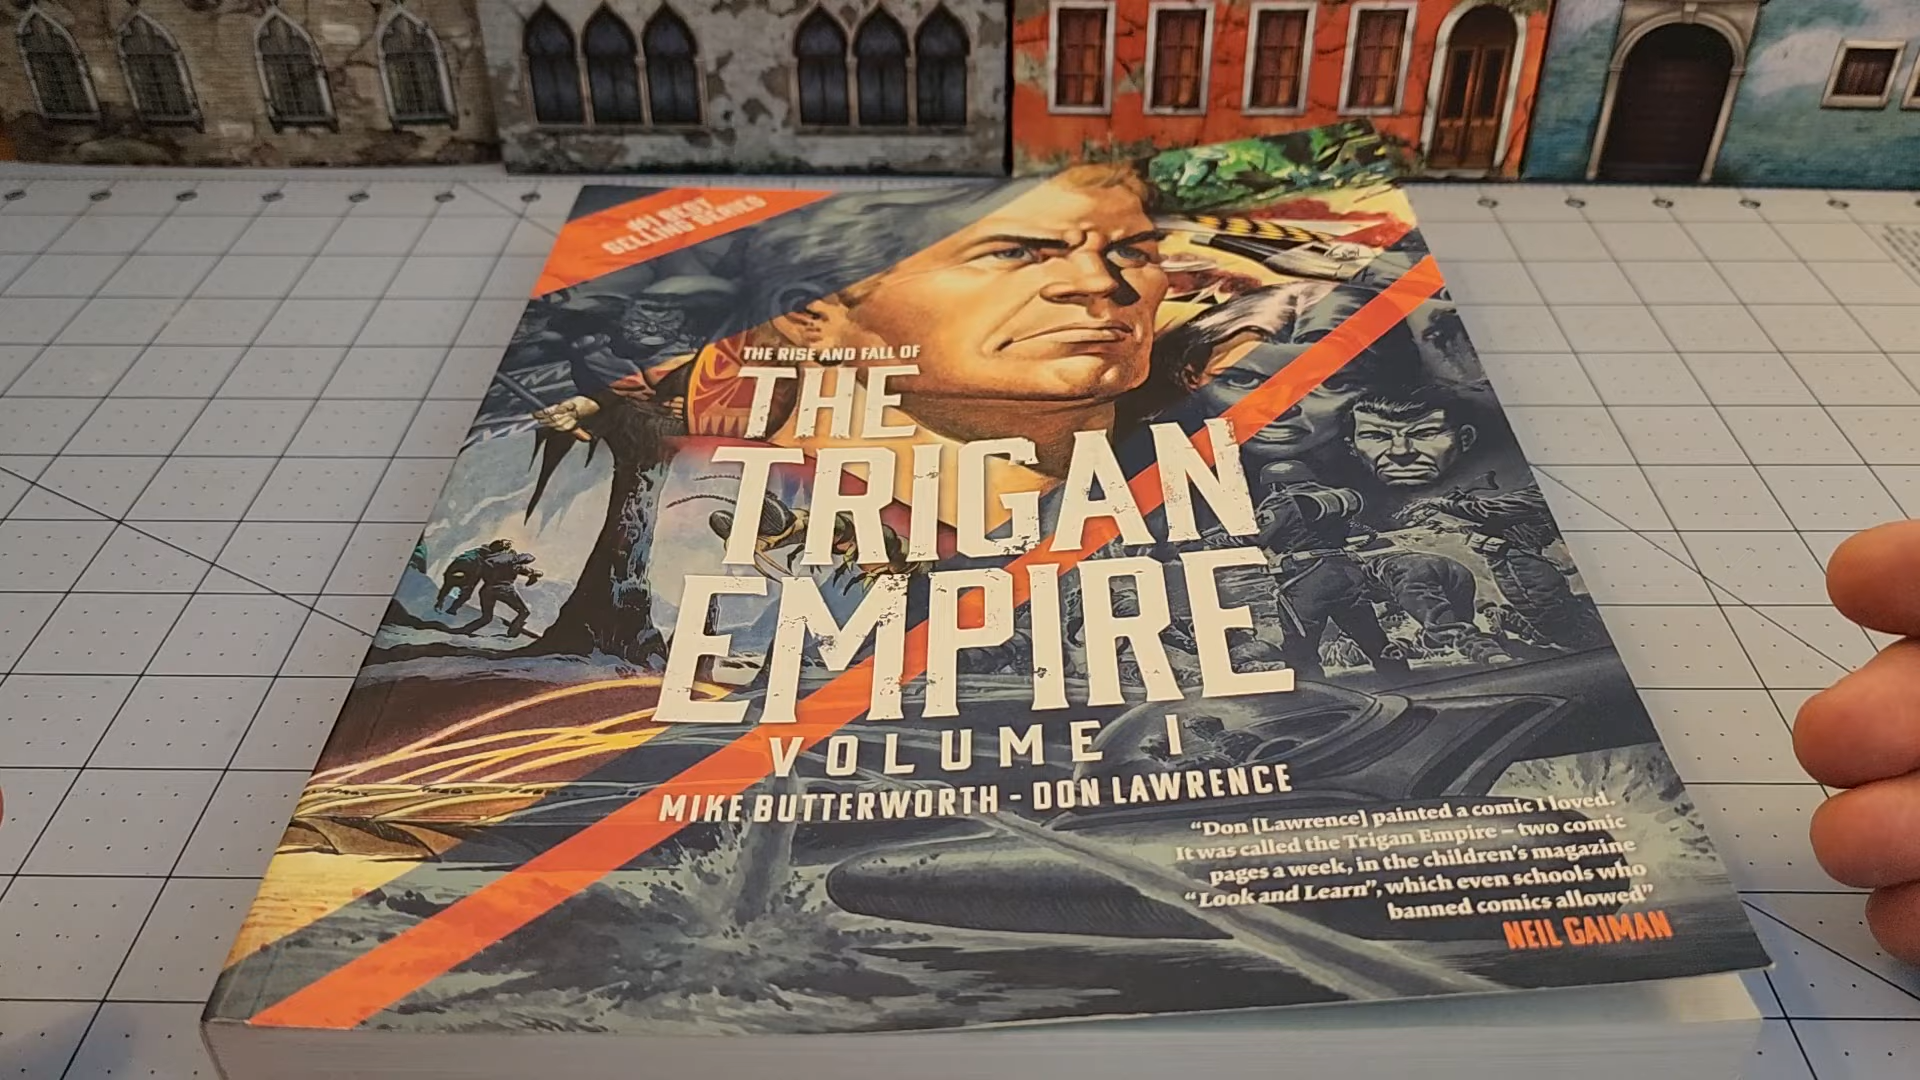 #1 BEST
SELLING SERIES
THE RISE AND FALL OF
THE
TRIGAN
EMPIRE
VOLUME I
MIKE BUTTERWORTH - DON LAWRENCE
“Don [Lawrence] painted a comic I loved.
It was called the Trigan Empire – two comic
pages a week, in the children’s magazine
“Look and Learn”, which even schools who
banned comics allowed”
NEIL GAIMAN